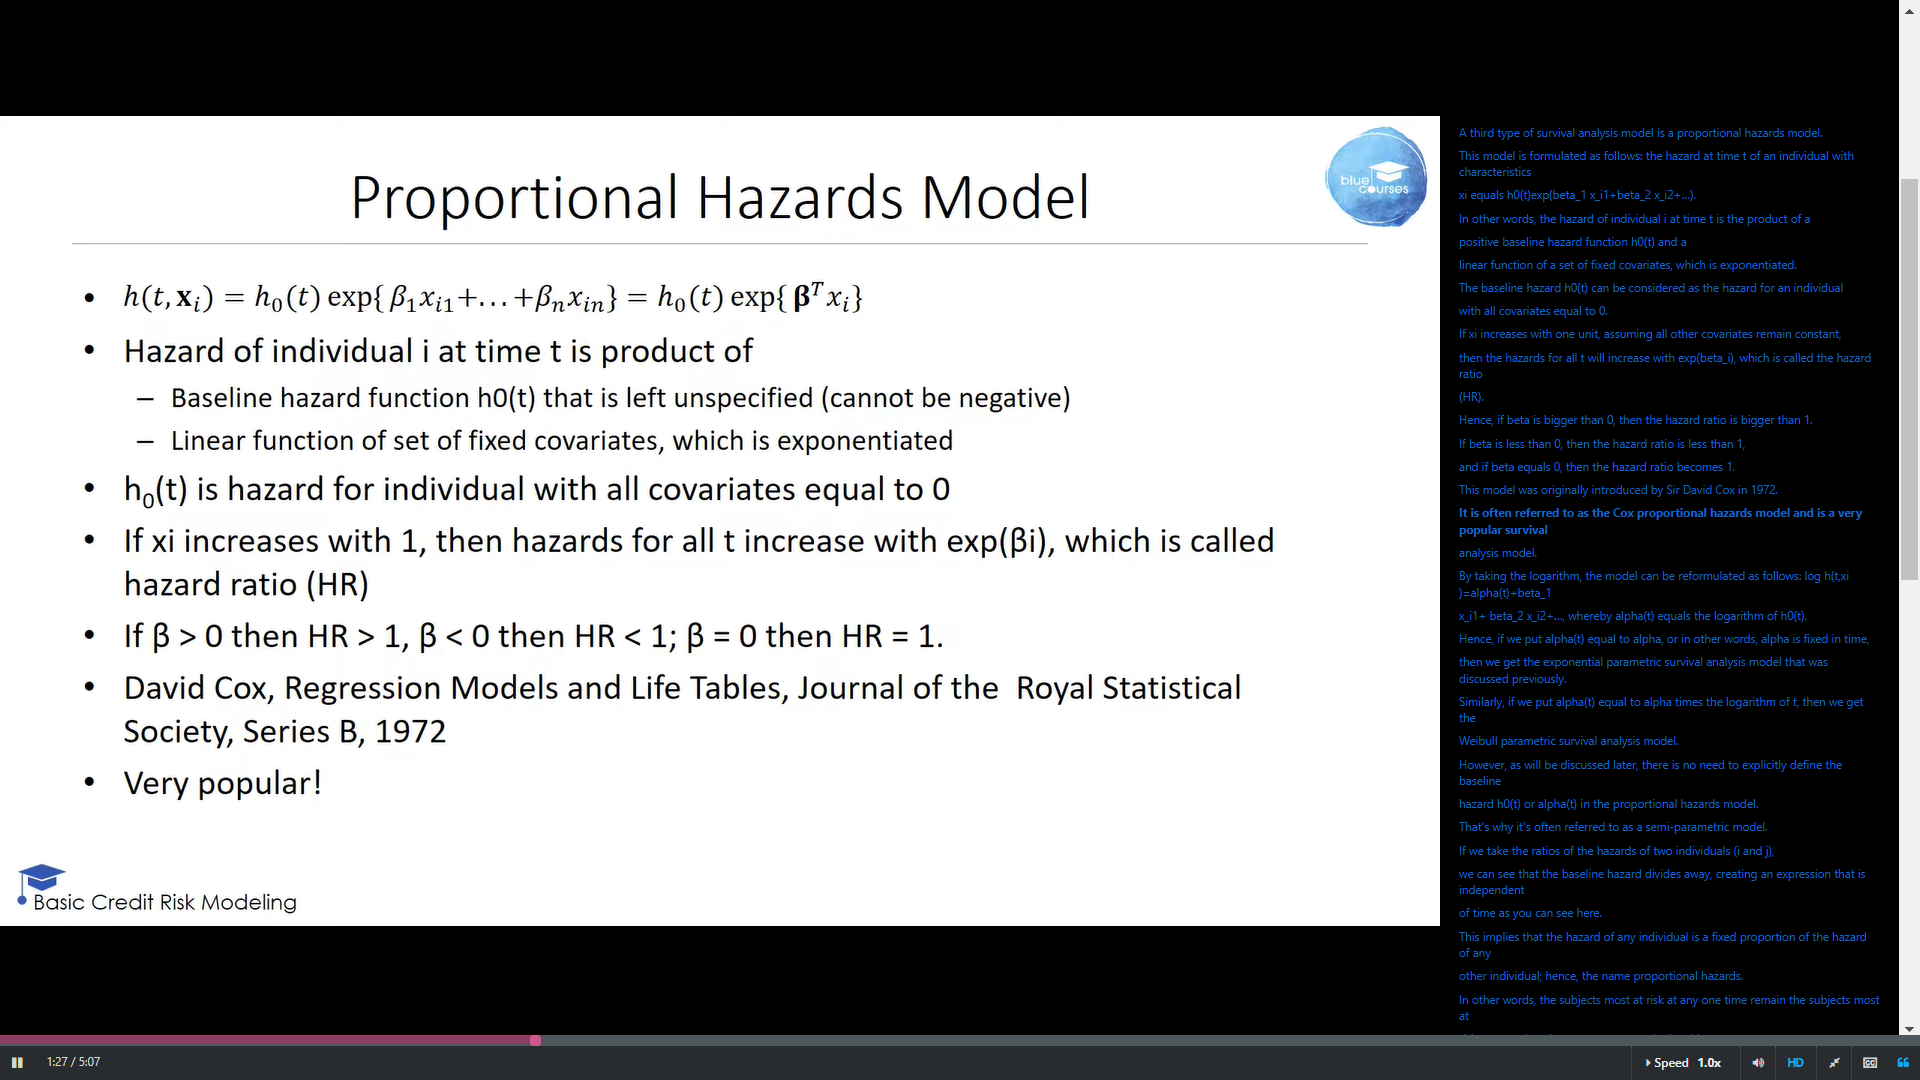 Proportional Hazards Model
blue courses
• h(t, 𝐱ᵢ) = h₀(t) exp{ β₁xᵢ₁+…+βₙxᵢₙ} = h₀(t) exp{ 𝛃ᵀxᵢ}
• Hazard of individual i at time t is product of
– Baseline hazard function h0(t) that is left unspecified (cannot be negative)
– Linear function of set of fixed covariates, which is exponentiated
• h₀(t) is hazard for individual with all covariates equal to 0
• If xi increases with 1, then hazards for all t increase with exp(βi), which is called
hazard ratio (HR)
• If β > 0 then HR > 1, β < 0 then HR < 1; β = 0 then HR = 1.
• David Cox, Regression Models and Life Tables, Journal of the Royal Statistical
Society, Series B, 1972
• Very popular!
Basic Credit Risk Modeling
A third type of survival analysis model is a proportional hazards model.
This model is formulated as follows: the hazard at time t of an individual with
characteristics
xi equals h0(t)exp(beta_1 x_i1+beta_2 x_i2+...).
In other words, the hazard of individual i at time t is the product of a
positive baseline hazard function h0(t) and a
linear function of a set of fixed covariates, which is exponentiated.
The baseline hazard h0(t) can be considered as the hazard for an individual
with all covariates equal to 0.
If xi increases with one unit, assuming all other covariates remain constant,
then the hazards for all t will increase with exp(beta_i), which is called the hazard
ratio
(HR).
Hence, if beta is bigger than 0, then the hazard ratio is bigger than 1.
If beta is less than 0, then the hazard ratio is less than 1,
and if beta equals 0, then the hazard ratio becomes 1.
This model was originally introduced by Sir David Cox in 1972.
It is often referred to as the Cox proportional hazards model and is a very
popular survival
analysis model.
By taking the logarithm, the model can be reformulated as follows: log h(t,xi
)=alpha(t)+beta_1
x_i1+ beta_2 x_i2+..., whereby alpha(t) equals the logarithm of h0(t).
Hence, if we put alpha(t) equal to alpha, or in other words, alpha is fixed in time,
then we get the exponential parametric survival analysis model that was
discussed previously.
Similarly, if we put alpha(t) equal to alpha times the logarithm of t, then we get
the
Weibull parametric survival analysis model.
However, as will be discussed later, there is no need to explicitly define the
baseline
hazard h0(t) or alpha(t) in the proportional hazards model.
That's why it's often referred to as a semi-parametric model.
If we take the ratios of the hazards of two individuals (i and j),
we can see that the baseline hazard divides away, creating an expression that is
independent
of time as you can see here.
This implies that the hazard of any individual is a fixed proportion of the hazard
of any
other individual; hence, the name proportional hazards.
In other words, the subjects most at risk at any one time remain the subjects most
at
1:27 / 5:07
Speed 1.0x
HD
CC